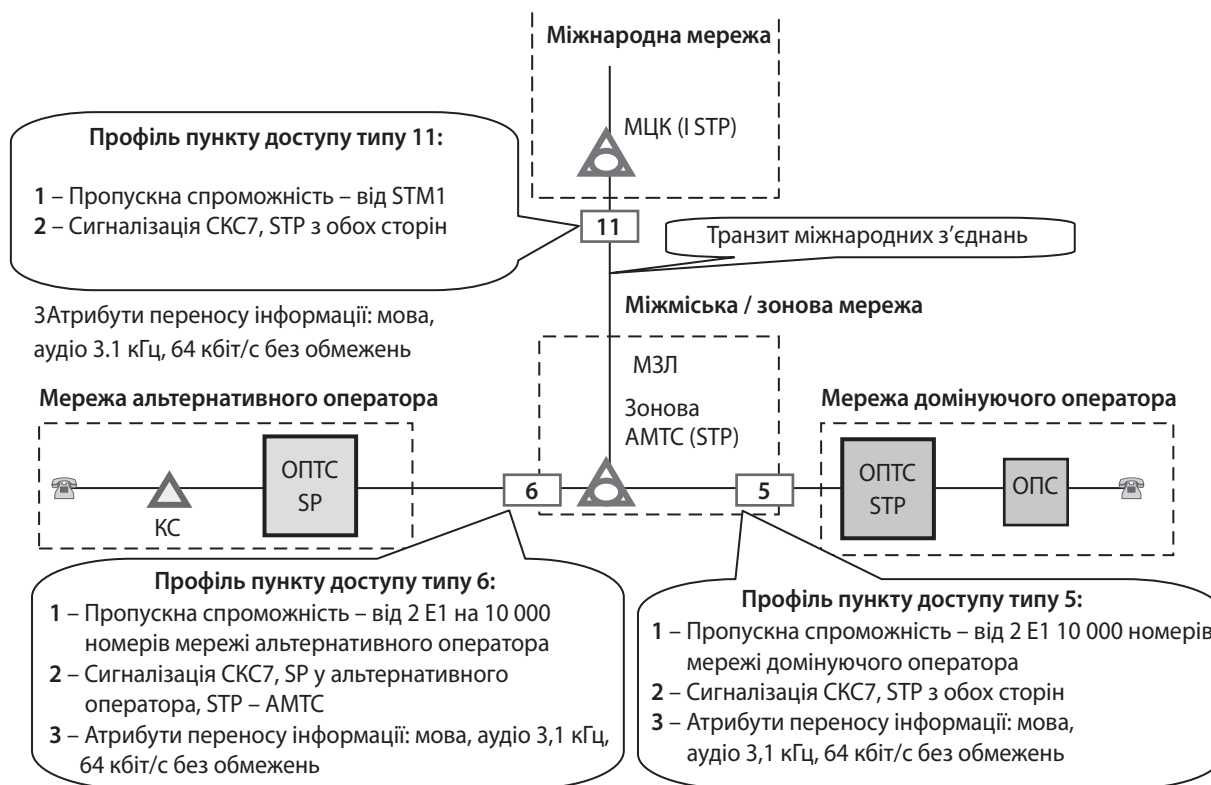 Міжнародна мережа
МЦК (I STP)
Профіль пункту доступу типу 11:
1 – Пропускна спроможність – від STM1
2 – Сигналізація СКС7, STP з обох сторін
11
Транзит міжнародних з’єднань
3Атрибути переносу інформації: мова,
аудіо 3.1 кГц, 64 кбіт/с без обмежень
Міжміська / зонова мережа
МЗЛ
Зонова
АМТС (STP)
Мережа альтернативного оператора
Мережа домінуючого оператора
ОПТС
SP
КС
6
5
ОПТС
STP
ОПС
Профіль пункту доступу типу 6:
1 – Пропускна спроможність – від 2 Е1 на 10 000
номерів мережі альтернативного оператора
2 – Сигналізація СКС7, SP у альтернативного
оператора, STP – АМТС
3 – Атрибути переносу інформації: мова, аудіо 3,1 кГц,
64 кбіт/с без обмежень
Профіль пункту доступу типу 5:
1 – Пропускна спроможність – від 2 Е1 10 000 номерів
мережі домінуючого оператора
2 – Сигналізація СКС7, STP з обох сторін
3 – Атрибути переносу інформації: мова,
аудіо 3,1 кГц, 64 кбіт/с без обмежень